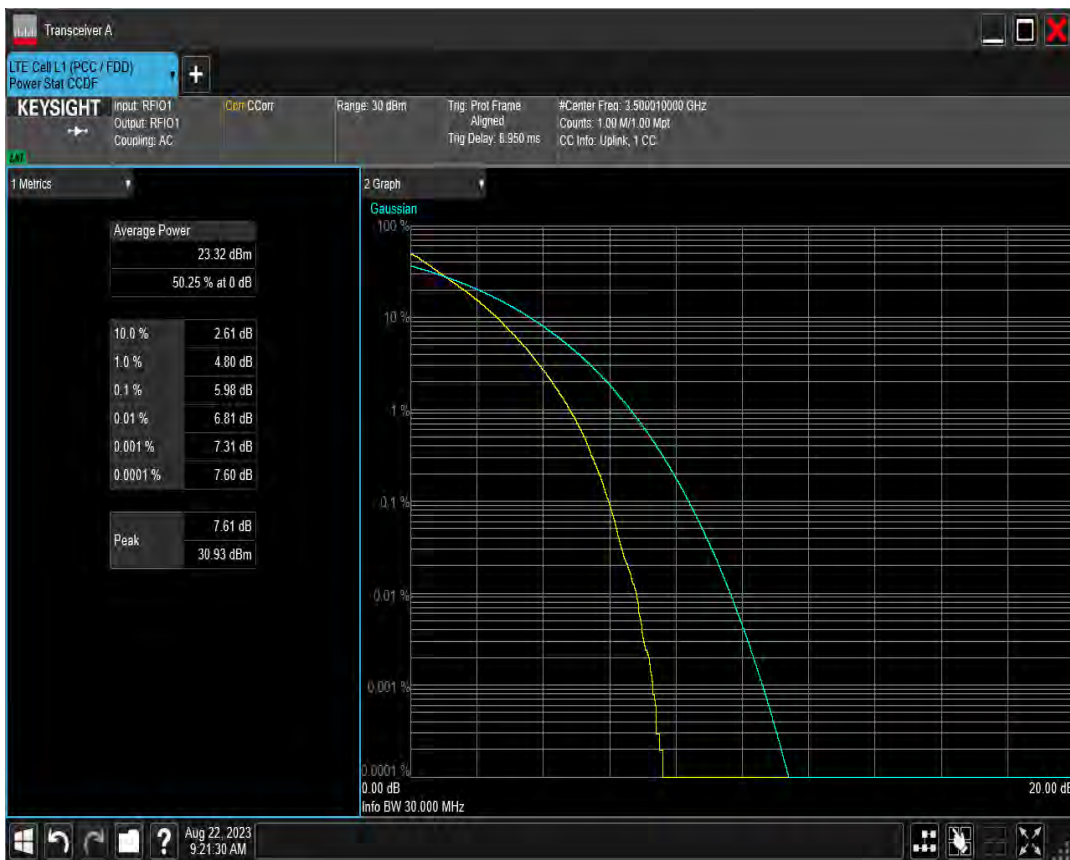 Transceiver A
LTE Cell L1 (PCC / FDD)
Power Stat CCDF
KEYSIGHT
Input: RFIO1
Output: RFIO1
Coupling: AC
Corr CCorr
Range: 30 dBm
Trig: Prot Frame
Aligned
Trig Delay: 8.950 ms
#Center Freq: 3.500010000 GHz
Counts: 1.00 M/1.00 Mpt
CC Info: Uplink, 1 CC
1 Metrics
Average Power
23.32 dBm
50.25 % at 0 dB
10.0 % 2.61 dB
1.0 % 4.80 dB
0.1 % 5.98 dB
0.01 % 6.81 dB
0.001 % 7.31 dB
0.0001 % 7.60 dB
Peak
7.61 dB
30.93 dBm
2 Graph
Gaussian
100 %
10 %
1 %
0.1 %
0.01 %
0.001 %
0.0001 %
0.00 dB
20.00 dB
Info BW 30.000 MHz
Aug 22, 2023
9:21:30 AM